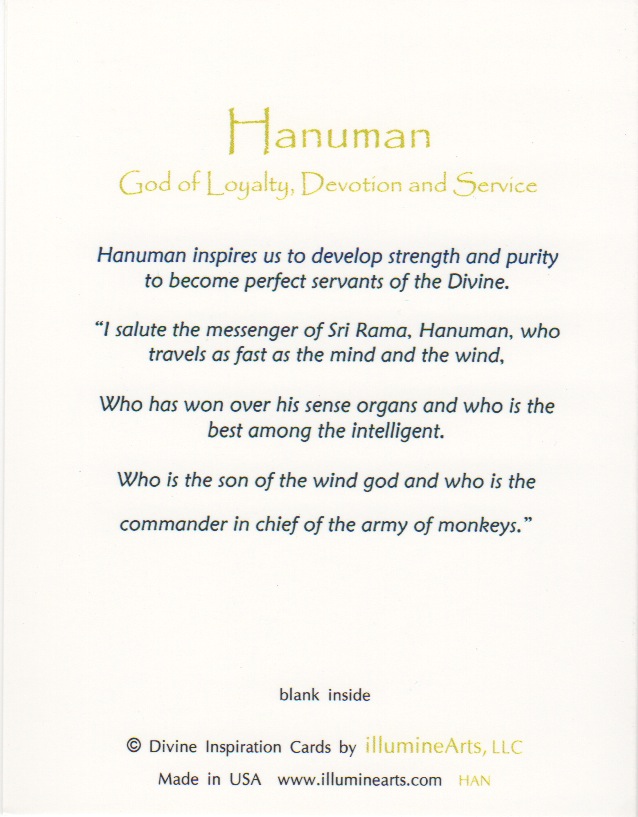 Hanuman
God of Loyalty, Devotion and Service
Hanuman inspires us to develop strength and purity
to become perfect servants of the Divine.
“I salute the messenger of Sri Rama, Hanuman, who
travels as fast as the mind and the wind,
Who has won over his sense organs and who is the
best among the intelligent.
Who is the son of the wind god and who is the
commander in chief of the army of monkeys.”
blank inside
© Divine Inspiration Cards by illumineArts, LLC
Made in USA www.illuminearts.com HAN